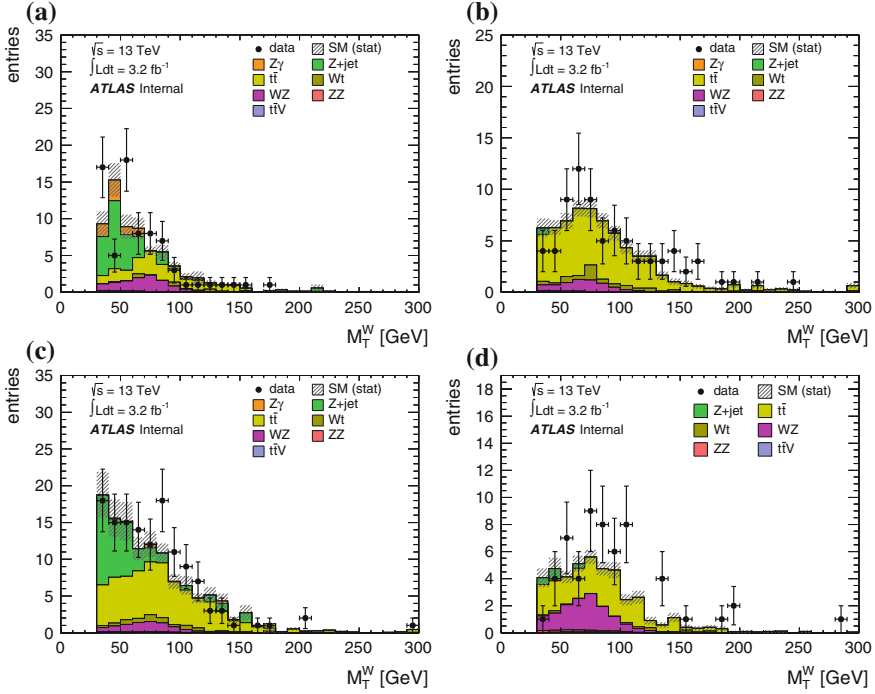 (a)
entries
35
30
25
20
15
10
5
0
√s = 13 TeV
∫Ldt = 3.2 fb⁻¹
ATLAS Internal
data
SM (stat)
Zγ
Z+jet
tt̄
Wt
WZ
ZZ
tt̄V
0 50 100 150 200 250 300
M_T^W [GeV]
(b)
entries
25
20
15
10
5
0
√s = 13 TeV
∫Ldt = 3.2 fb⁻¹
ATLAS Internal
data
SM (stat)
Zγ
Z+jet
tt̄
Wt
WZ
ZZ
tt̄V
0 50 100 150 200 250 300
M_T^W [GeV]
(c)
entries
35
30
25
20
15
10
5
0
√s = 13 TeV
∫Ldt = 3.2 fb⁻¹
ATLAS Internal
data
SM (stat)
Zγ
Z+jet
tt̄
Wt
WZ
ZZ
tt̄V
0 50 100 150 200 250 300
M_T^W [GeV]
(d)
entries
18
16
14
12
10
8
6
4
2
0
√s = 13 TeV
∫Ldt = 3.2 fb⁻¹
ATLAS Internal
data
SM (stat)
Z+jet
tt̄
Wt
WZ
ZZ
tt̄V
0 50 100 150 200 250 300
M_T^W [GeV]